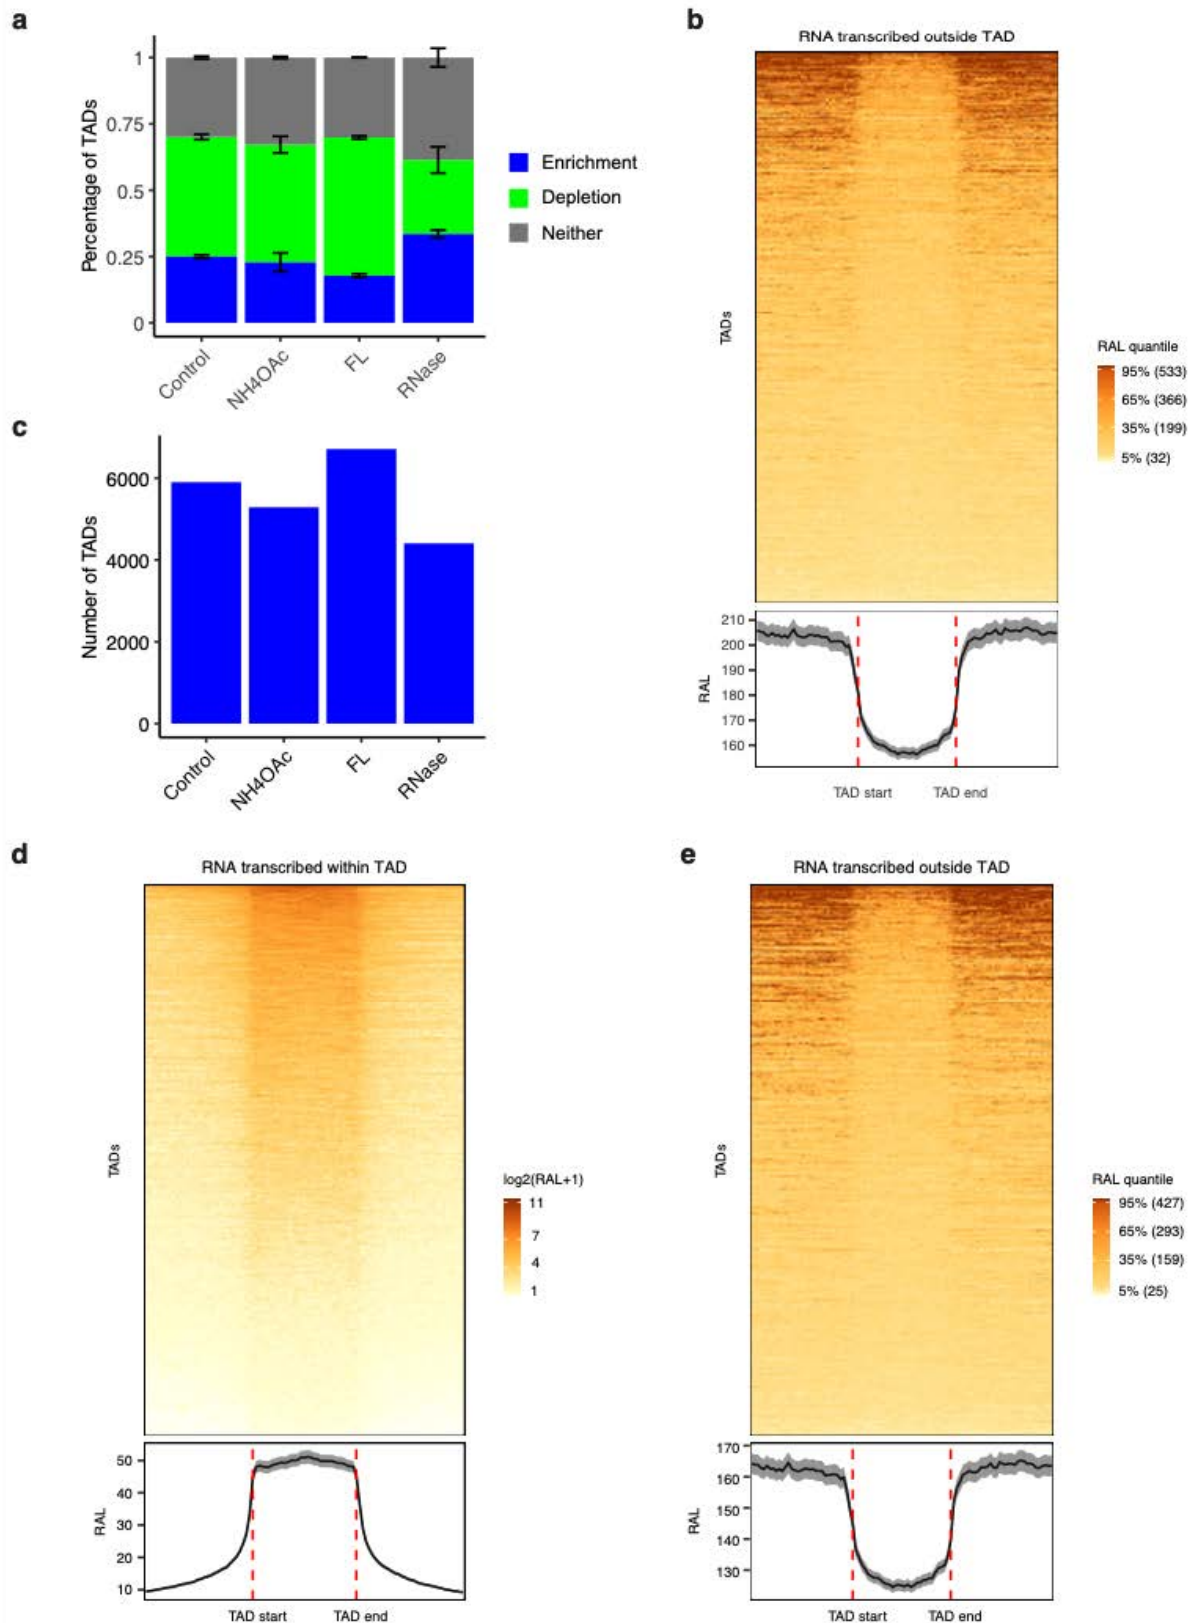 a
Percentage of TADs
1
0.75
0.5
0.25
0
Control
NH4OAc
FL
RNase
Enrichment
Depletion
Neither
b
RNA transcribed outside TAD
TADs
RAL quantile
95% (533)
65% (366)
35% (199)
5% (32)
RAL
210
200
190
180
170
160
TAD start
TAD end
c
Number of TADs
6000
4000
2000
0
Control
NH4OAc
FL
RNase
d
RNA transcribed within TAD
TADs
log2(RAL+1)
11
7
4
1
RAL
50
40
30
20
10
TAD start
TAD end
e
RNA transcribed outside TAD
TADs
RAL quantile
95% (427)
65% (293)
35% (159)
5% (25)
RAL
170
160
150
140
130
TAD start
TAD end